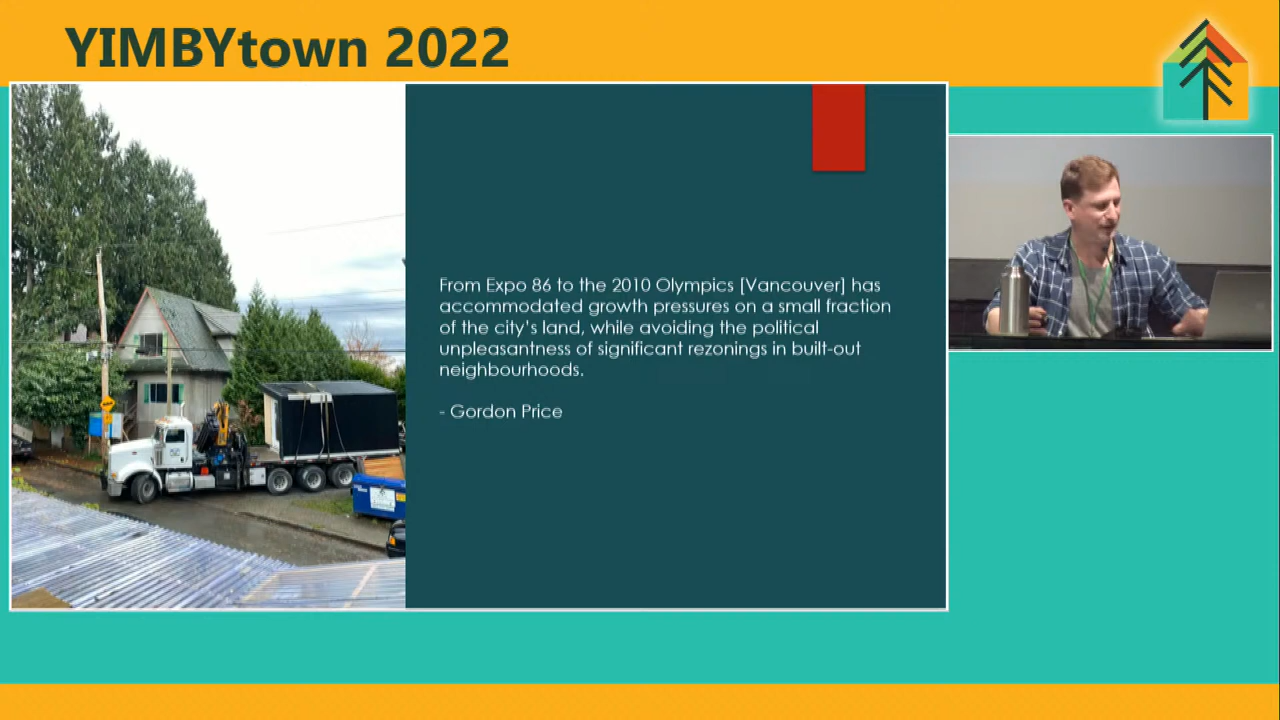 YIMBYtown 2022
From Expo 86 to the 2010 Olympics [Vancouver] has
accommodated growth pressures on a small fraction
of the city's land, while avoiding the political
unpleasantness of significant rezonings in built-out
neighbourhoods.
- Gordon Price